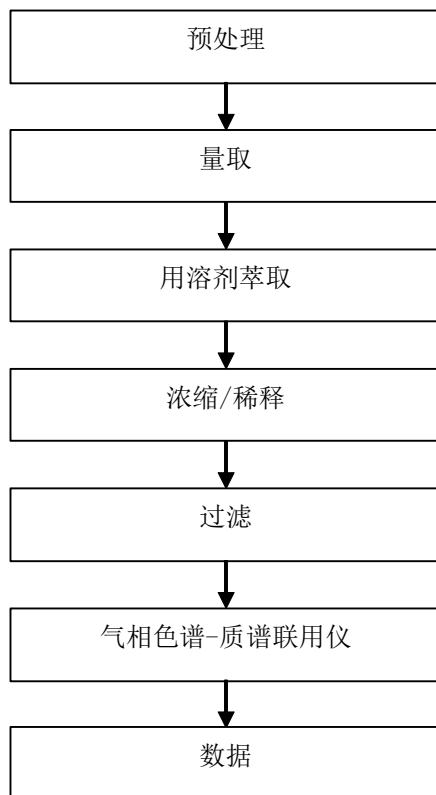 预处理
量取
用溶剂萃取
浓缩/稀释
过滤
气相色谱-质谱联用仪
数据